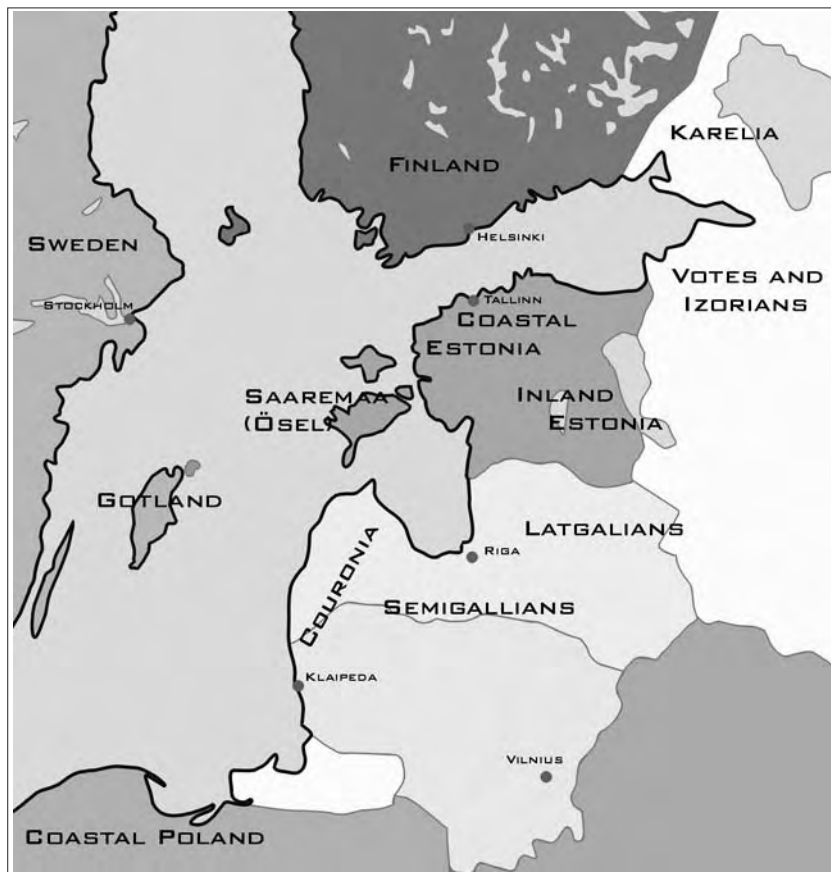 Karelia
Finland
Helsinki
Sweden
Votes and
Izorians
Stockholm
Tallinn
Coastal
Estonia
Saaremaa
(Ösel)
Inland
Estonia
Gotland
Latgalians
Riga
Couronia
Semigallians
Klaipeda
Vilnius
Coastal Poland